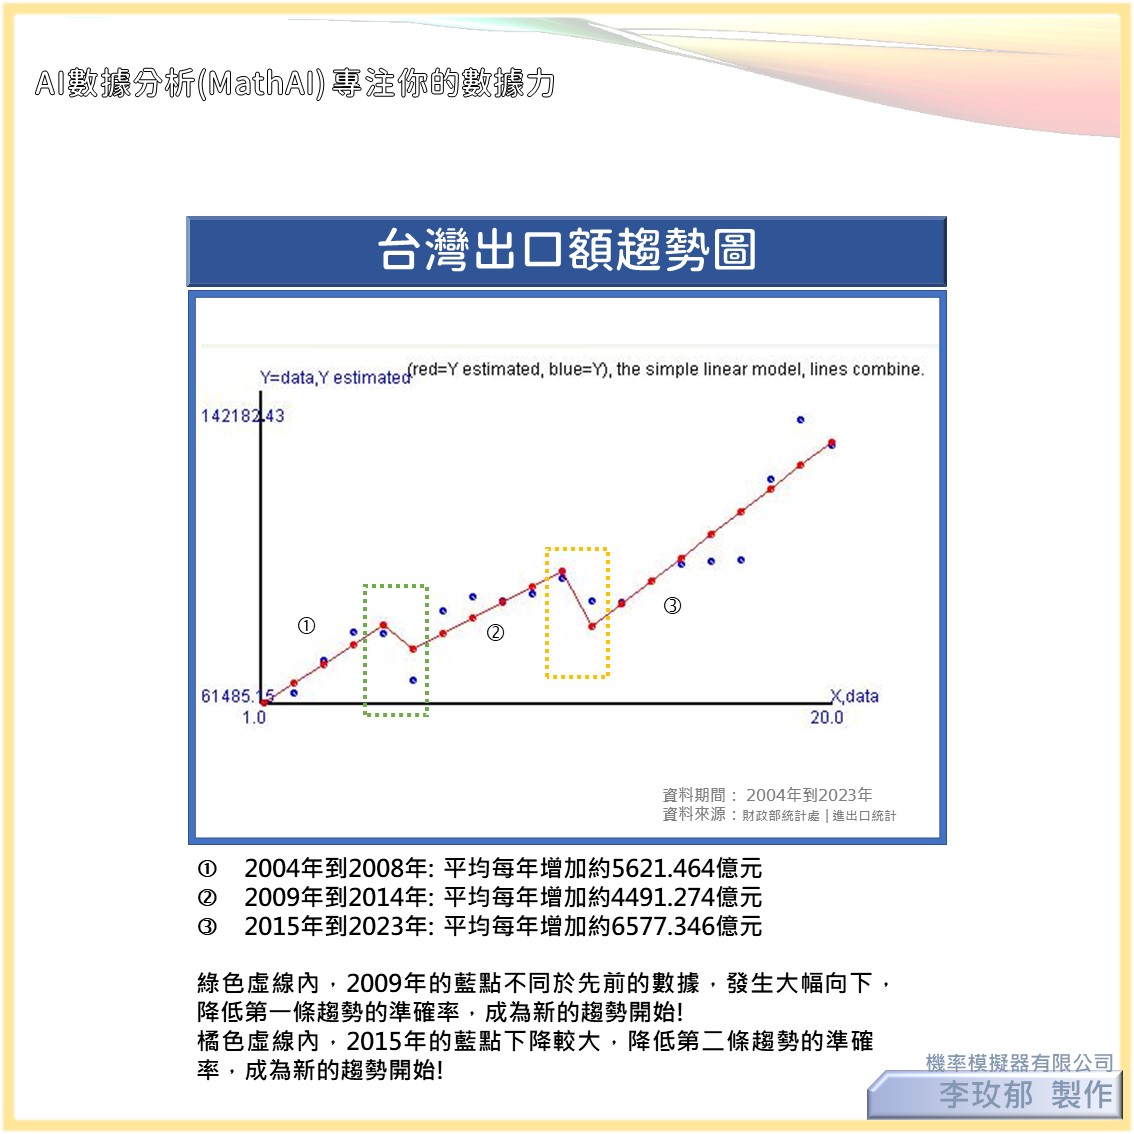 AI數據分析(MathAI) 專注你的數據力
台灣出口額趨勢圖
(red=Y estimated, blue=Y), the simple linear model, lines combine.
Y=data,Y estimated
142182.43
①
②
③
61485.15
X,data
1.0
20.0
資料期間： 2004年到2023年
資料來源：財政部統計處 | 進出口統計
① 2004年到2008年: 平均每年增加約5621.464億元
② 2009年到2014年: 平均每年增加約4491.274億元
③ 2015年到2023年: 平均每年增加約6577.346億元
綠色虛線內，2009年的藍點不同於先前的數據，發生大幅向下，
降低第一條趨勢的準確率，成為新的趨勢開始!
橘色虛線內，2015年的藍點下降較大，降低第二條趨勢的準確
率，成為新的趨勢開始!
機率模擬器有限公司
李玫郁 製作